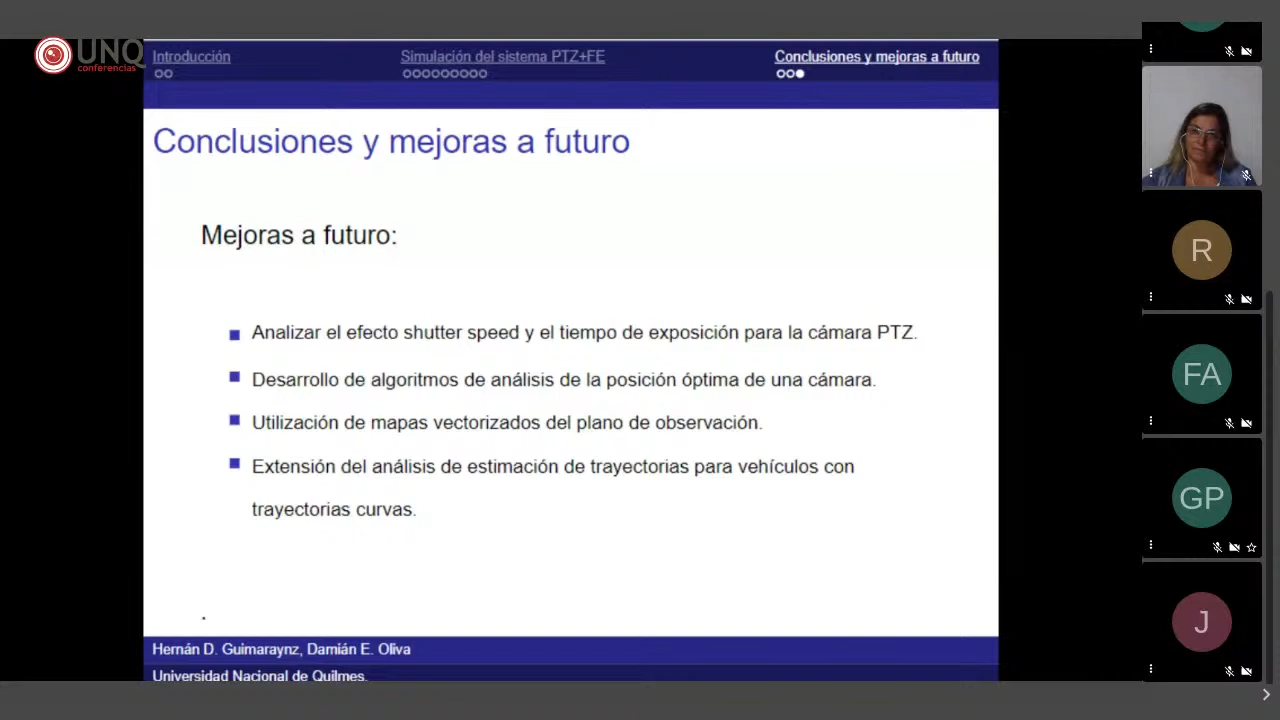 UNQ
conferencias
Introducción
Simulación del sistema PTZ+FE
Conclusiones y mejoras a futuro
Conclusiones y mejoras a futuro
Mejoras a futuro:
Analizar el efecto shutter speed y el tiempo de exposición para la cámara PTZ.
Desarrollo de algoritmos de análisis de la posición óptima de una cámara.
Utilización de mapas vectorizados del plano de observación.
Extensión del análisis de estimación de trayectorias para vehículos con
trayectorias curvas.
.
Hernán D. Guimaraynz, Damián E. Oliva
Universidad Nacional de Quilmes.
R
FA
GP
J